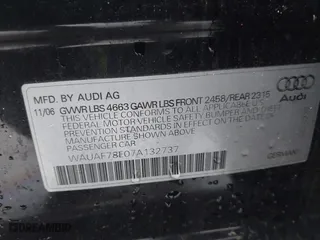 MFD. BY AUDI AG
11/06 GVWR LBS 4663 GAWR LBS FRONT 2458/REAR 2315
VEHICLE CONFORMS TO ALL APPLICABLE U.S.
FEDERAL MOTOR VEHICLE SAFETY BUMPER AND THEFT
PREVENTION STANDARDS IN EFFECT ON THE DATE OF
MANUFACTURE SHOWN ABOVE
PASSENGER CAR
WAUAF78E07A132737
GERMANY
Audi